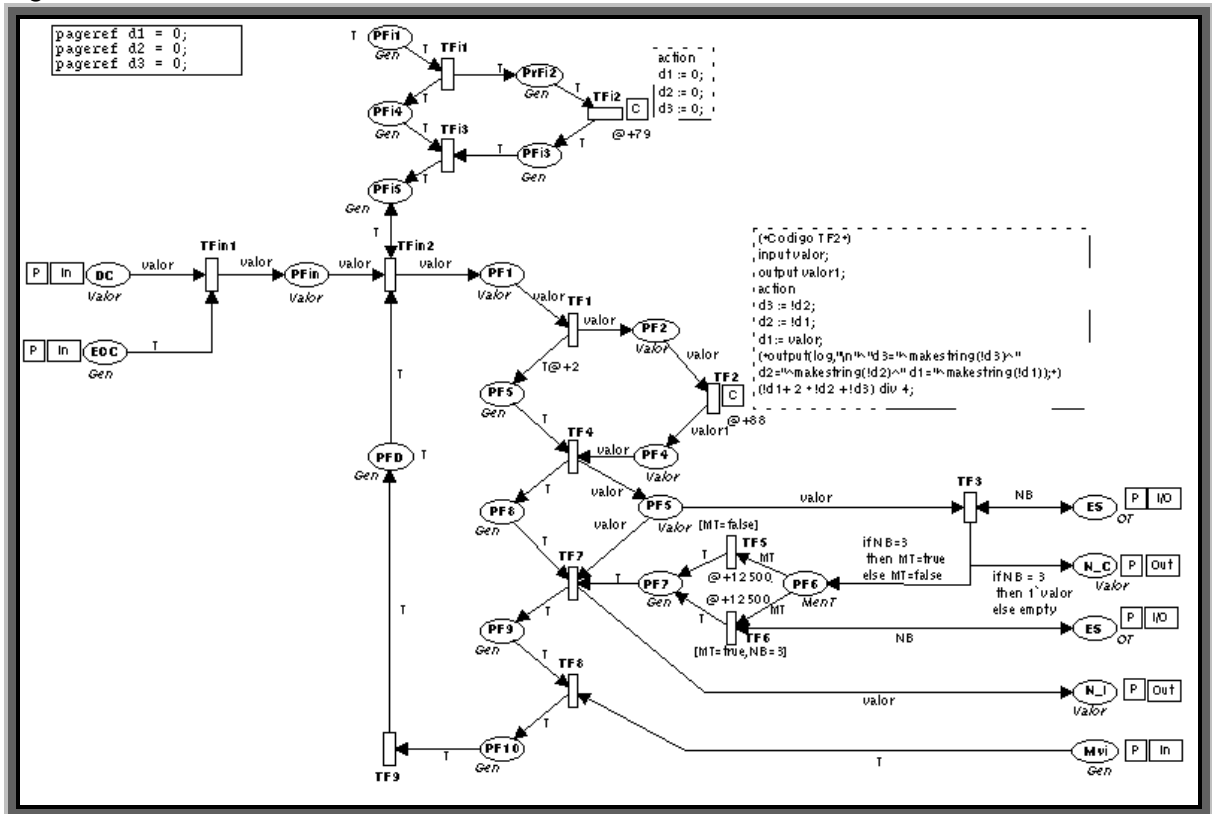 pageref d1 = 0;
pageref d2 = 0;
pageref d3 = 0;
T PFi1
Gen
T
TFi1
T
PrFi2
Gen
T
TFi2
C
@+79
action
d1 := 0;
d2 := 0;
d3 := 0;
T
PFi4
Gen
T
TFi3
T
PFi3
Gen
T
T
PFi5
Gen
T
P In DC
Valor
valor
TFin1
valor
PFin
Valor
valor
TFin2
valor
PF1
Valor
P In EOC
Gen
T
valor
TF1
valor
PF2
Valor
valor
TF2
C
@+88
valor1
(*Codigo TF2*)
input valor;
output valor1;
action
d3 := !d2;
d2 := !d1;
d1:= valor;
(*output(log,"\n"^"d3="^makestring(!d3)^"
d2="^makestring(!d2)^" d1="^makestring(!d1));*)
(!d1+ 2 * !d2 +!d3) div 4;
T@+2
PF5
Gen
T
TF4
valor
PF4
Valor
T
PFD T
Gen
T
PF8
Gen
T
valor
valor
PF5
Valor
valor
TF3
NB
ES P I/O
OT
[MT=false]
TF5
T
MT
@+12500
PF7
Gen
T
PF6
MenT
@+12500
T
MT
TF6
[MT=true,NB=3]
if NB=3
then MT=true
else MT=false
N_C P Out
Valor
if NB = 3
then 1`valor
else empty
NB
ES P I/O
OT
TF7
T
PF9
Gen
T
valor
N_I P Out
Valor
TF8
T
T
Mvi P In
Gen
PF10
Gen
T
TF9
T